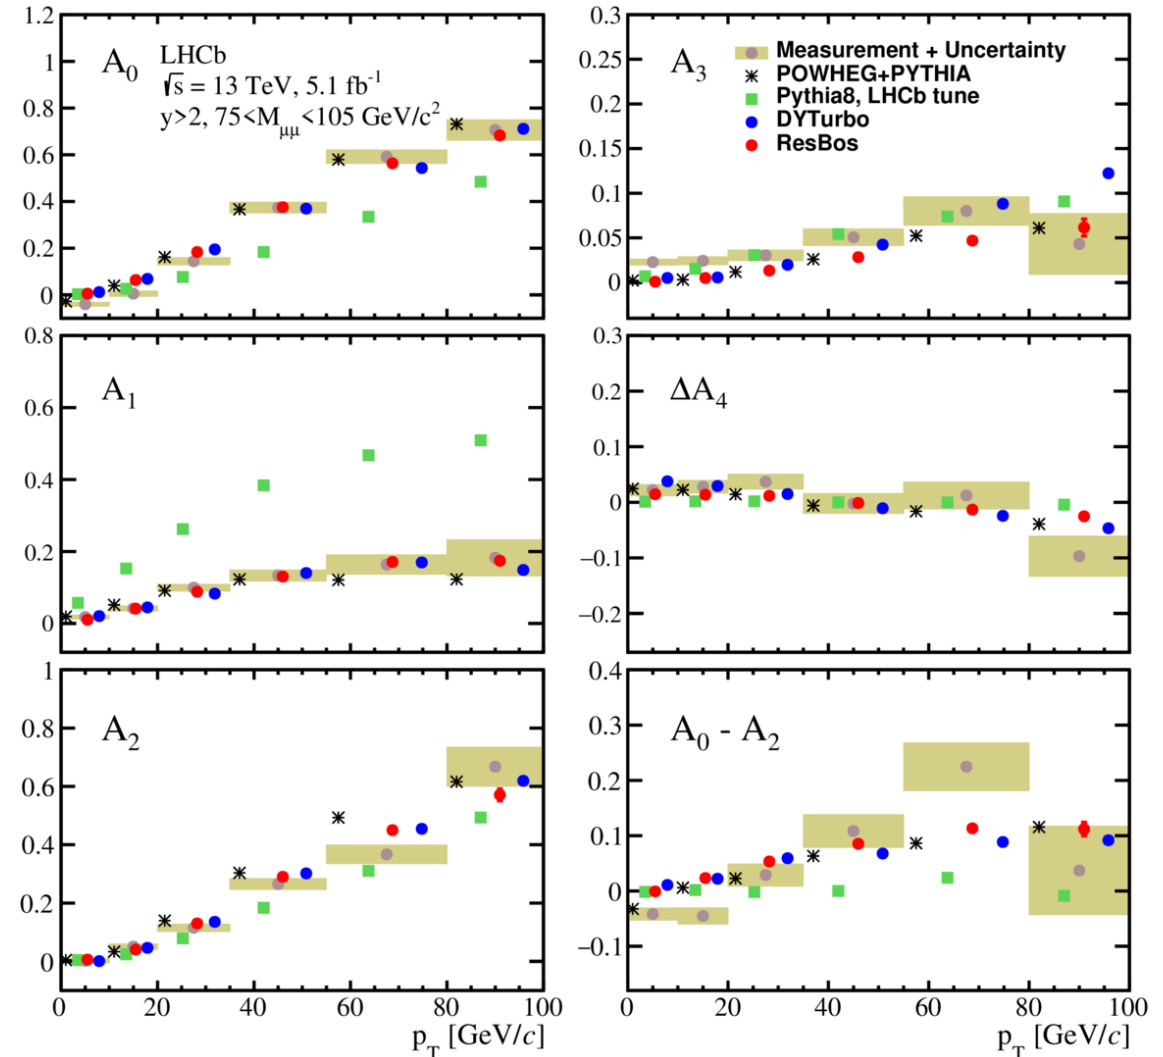 1.2
1
0.8
0.6
0.4
0.2
0
A₀
LHCb
√s = 13 TeV, 5.1 fb⁻¹
y>2, 75<M_μμ<105 GeV/c²
0.3
0.25
0.2
0.15
0.1
0.05
0
A₃
Measurement + Uncertainty
POWHEG+PYTHIA
Pythia8, LHCb tune
DYTurbo
ResBos
0.8
0.6
0.4
0.2
0
A₁
0.3
0.2
0.1
0
−0.1
−0.2
ΔA₄
1
0.8
0.6
0.4
0.2
0
A₂
0 20 40 60 80 100
p_T [GeV/c]
0.4
0.3
0.2
0.1
0
−0.1
A₀ - A₂
0 20 40 60 80 100
p_T [GeV/c]